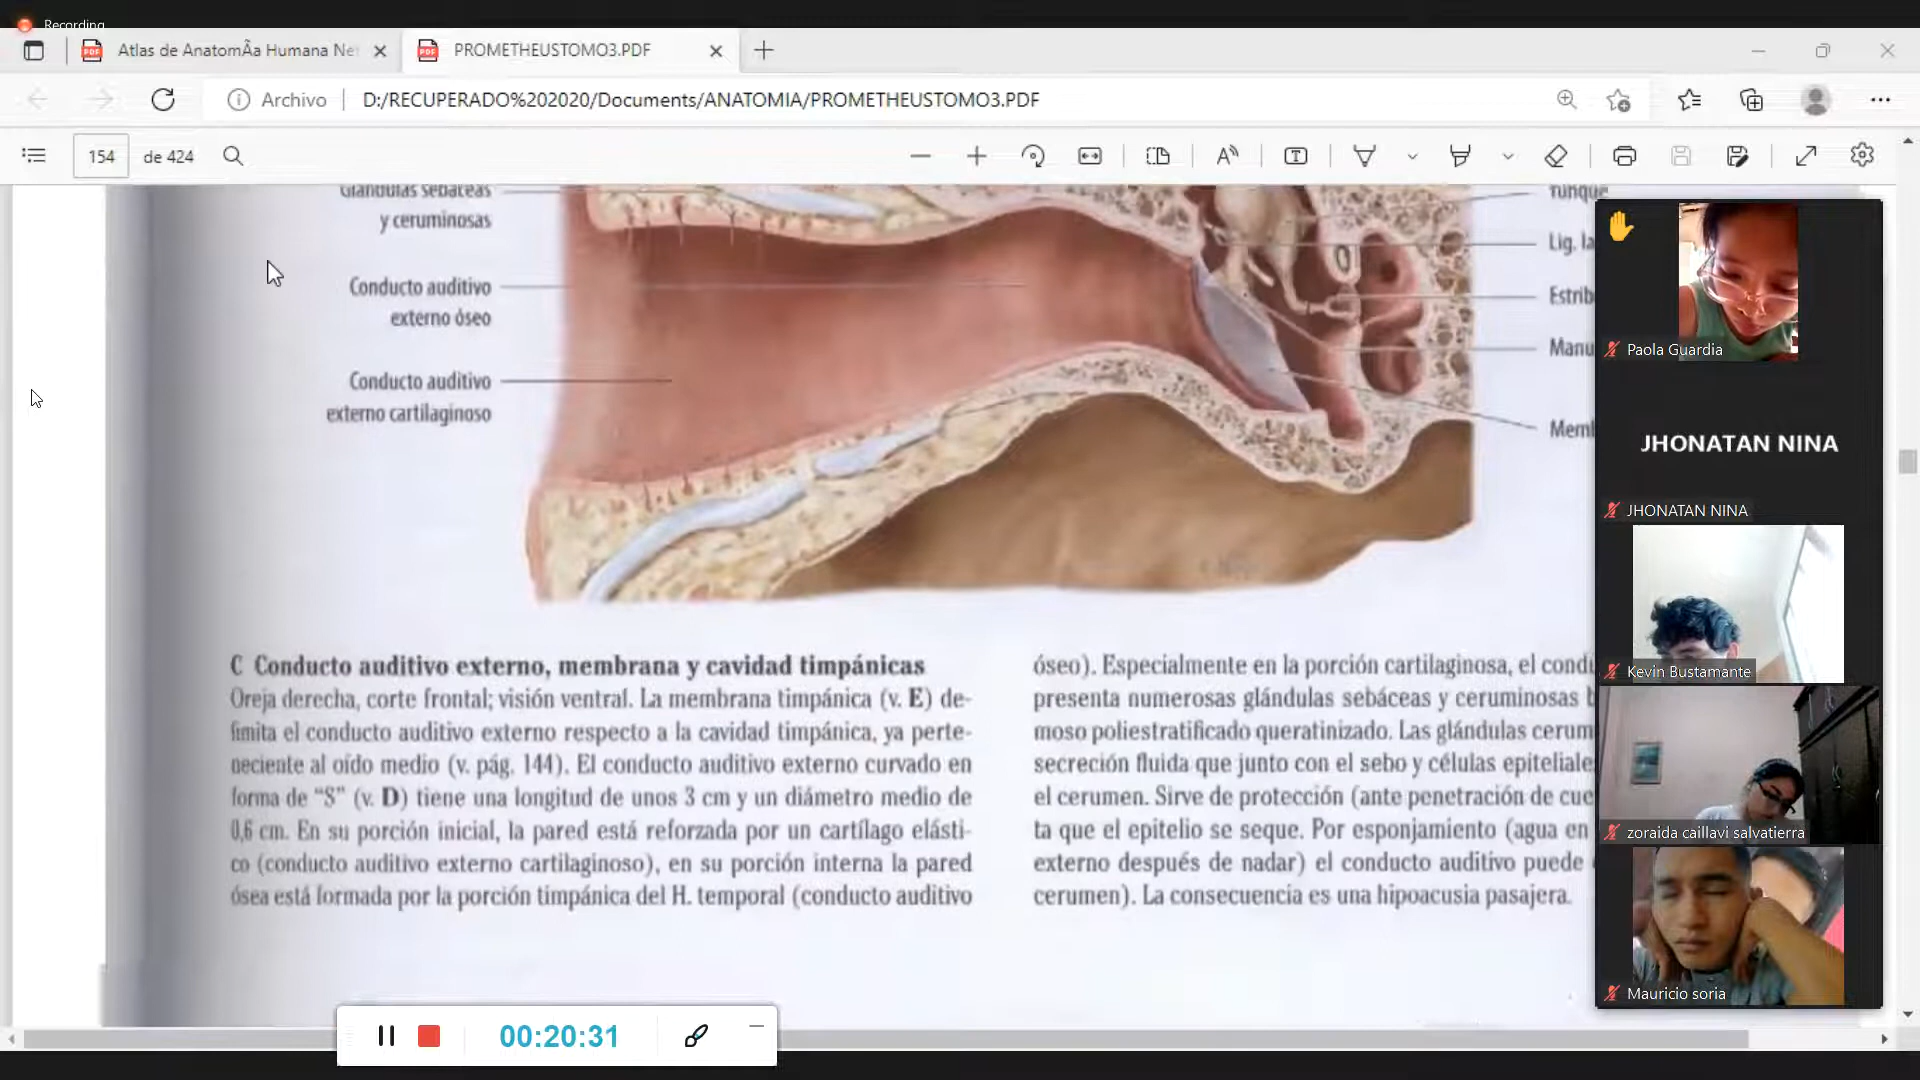 Recording
Atlas de AnatomÃa Humana Ne
PROMETHEUSTOMO3.PDF
Archivo
D:/RECUPERADO%202020/Documents/ANATOMIA/PROMETHEUSTOMO3.PDF
154 de 424
Glándulas sebáceas
y ceruminosas
Conducto auditivo
externo óseo
Conducto auditivo
externo cartilaginoso
Yunque
Lig. la
Estrib
Manu
Mem
C Conducto auditivo externo, membrana y cavidad timpánicas
Oreja derecha, corte frontal; visión ventral. La membrana timpánica (v. E) de-
limita el conducto auditivo externo respecto a la cavidad timpánica, ya perte-
neciente al oído medio (v. pág. 144). El conducto auditivo externo curvado en
forma de “S” (v. D) tiene una longitud de unos 3 cm y un diámetro medio de
0,6 cm. En su porción inicial, la pared está reforzada por un cartílago elásti-
co (conducto auditivo externo cartilaginoso), en su porción interna la pared
ósea está formada por la porción timpánica del H. temporal (conducto auditivo
óseo). Especialmente en la porción cartilaginosa, el cond
presenta numerosas glándulas sebáceas y ceruminosas
moso poliestratificado queratinizado. Las glándulas cerum
secreción fluida que junto con el sebo y células epiteliale
el cerumen. Sirve de protección (ante penetración de cue
ta que el epitelio se seque. Por esponjamiento (agua en
externo después de nadar) el conducto auditivo puede
cerumen). La consecuencia es una hipoacusia pasajera.
Paola Guardia
JHONATAN NINA
JHONATAN NINA
Kevin Bustamante
zoraida caillavi salvatierra
Mauricio soria
00:20:31